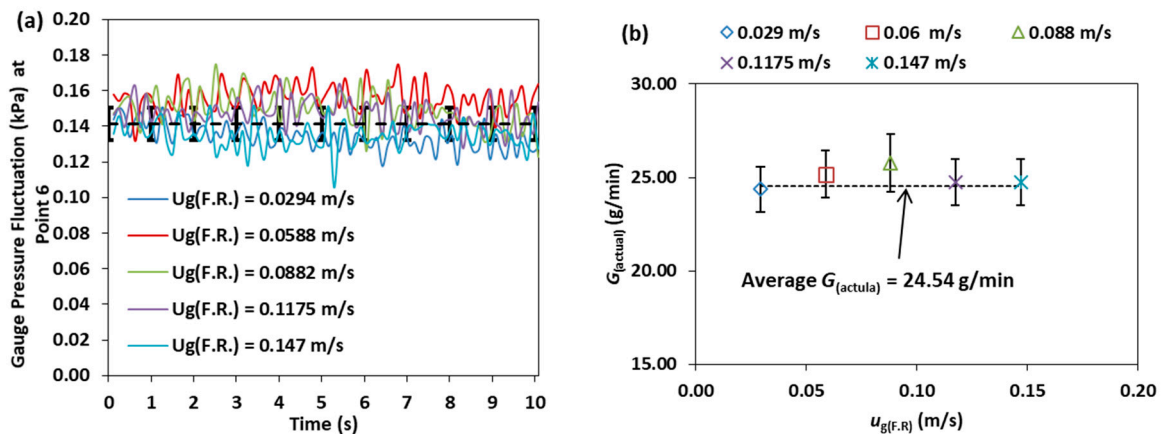 (a)
Gauge Pressure Fluctuation (kPa) at
Point 6
0.20
0.18
0.16
0.14
0.12
0.10
0.08
0.06
0.04
0.02
0.00
Ug(F.R.) = 0.0294 m/s
Ug(F.R.) = 0.0588 m/s
Ug(F.R.) = 0.0882 m/s
Ug(F.R.) = 0.1175 m/s
Ug(F.R.) = 0.147 m/s
0 1 2 3 4 5 6 7 8 9 10
Time (s)
(b)
0.029 m/s 0.06 m/s 0.088 m/s
0.1175 m/s 0.147 m/s
G(actual) (g/min)
30.00
25.00
20.00
15.00
Average G(actula) = 24.54 g/min
0.00 0.05 0.10 0.15 0.20
ug(F.R) (m/s)